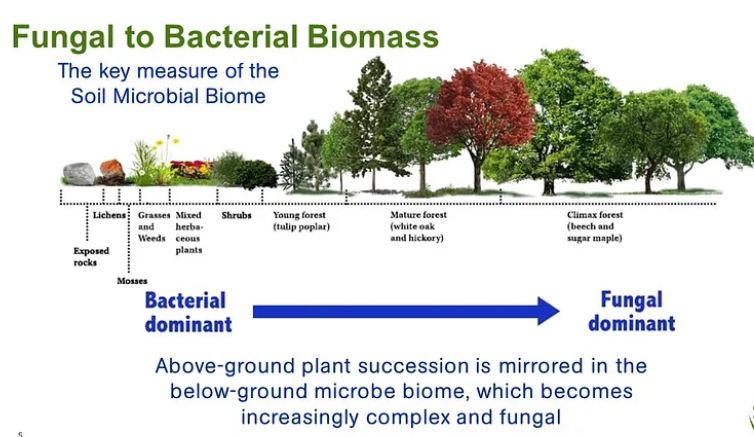 Fungal to Bacterial Biomass
The key measure of the
Soil Microbial Biome
Exposed
rocks
Lichens
Mosses
Grasses
and
Weeds
Mixed
herba-
ceous
plants
Shrubs
Young forest
(tulip poplar)
Mature forest
(white oak
and hickory)
Climax forest
(beech and
sugar maple)
Bacterial
dominant
Fungal
dominant
Above-ground plant succession is mirrored in the
below-ground microbe biome, which becomes
increasingly complex and fungal